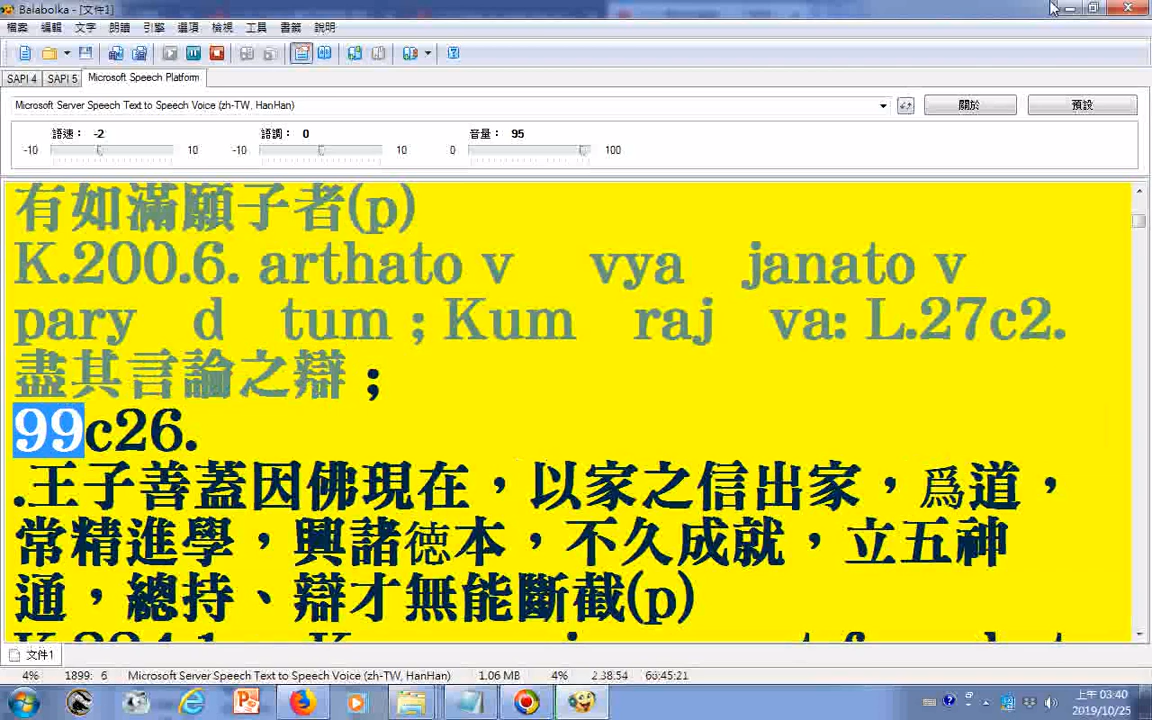 Balabolka - [文件1]
檔案 編輯 文字 朗讀 引擎 選項 檢視 工具 書籤 說明
SAPI 4 SAPI 5 Microsoft Speech Platform
Microsoft Server Speech Text to Speech Voice (zh-TW, HanHan) 關於 預設
語速： -2 語調： 0 音量： 95
-10 10 -10 10 0 100
有如滿願子者(p)
K.200.6. arthato v vya janato v
pary d tum ; Kum raj va: L.27c2.
盡其言論之辯；
99c26.
.王子善蓋因佛現在，以家之信出家，爲道，
常精進學，興諸徳本，不久成就，立五神
通，總持、辯才無能斷截(p)
文件1
4% 1899: 6 Microsoft Server Speech Text to Speech Voice (zh-TW, HanHan) 1.06 MB 4% 2:38:54 66:45:21
上午 03:40
2019/10/25